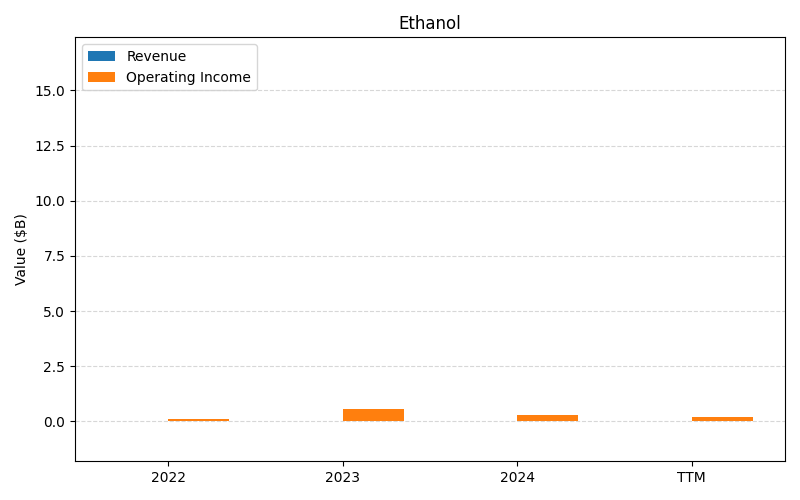 Ethanol
Revenue
Operating Income
Value ($B)
15.0
12.5
10.0
7.5
5.0
2.5
0.0
2022 2023 2024 TTM